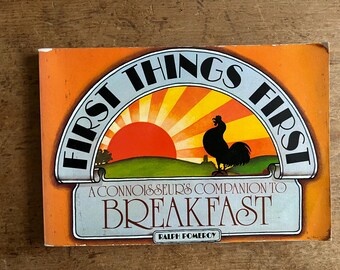 FIRST THINGS FIRST
A CONNOISSEUR'S COMPANION TO
BREAKFAST
RALPH POMEROY